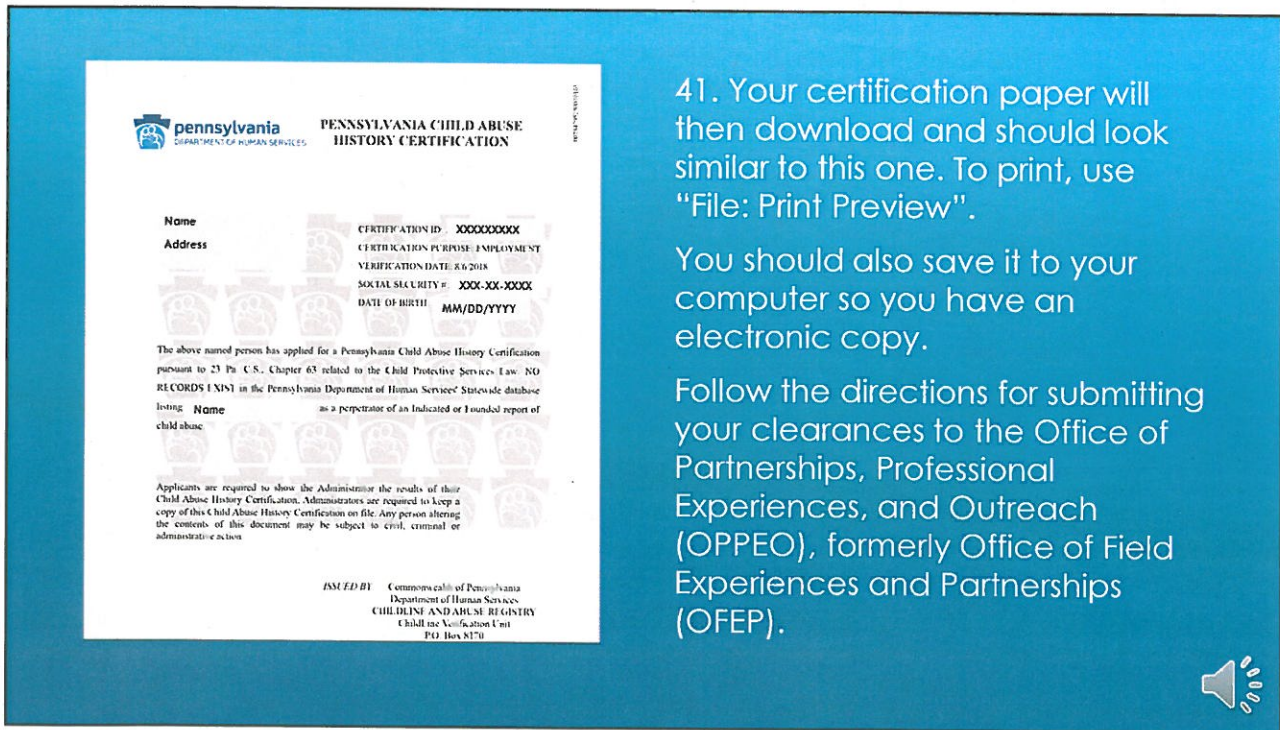 pennsylvania
DEPARTMENT OF HUMAN SERVICES
PENNSYLVANIA CHILD ABUSE
HISTORY CERTIFICATION
Name
Address
CERTIFICATION ID XXXXXXXXX
CERTIFICATION PURPOSE: EMPLOYMENT
VERIFICATION DATE 8/6/2018
SOCIAL SECURITY # XXX-XX-XXXX
DATE OF BIRTH MM/DD/YYYY
The above named person has applied for a Pennsylvania Child Abuse History Certification
pursuant to 23 Pa. C.S., Chapter 63 related to the Child Protective Services Law. NO
RECORDS EXIST in the Pennsylvania Department of Human Services' Statewide database
listing Name as a perpetrator of an Indicated or Founded report of
child abuse
Applicants are required to show the Administrator the results of their
Child Abuse History Certification. Administrators are required to keep a
copy of this Child Abuse History Certification on file. Any person altering
the contents of this document may be subject to civil, criminal or
administrative action
ISSUED BY Commonwealth of Pennsylvania
Department of Human Services
CHILDLINE AND ABUSE REGISTRY
ChildLine Verification Unit
P.O. Box 8170
41. Your certification paper will
then download and should look
similar to this one. To print, use
“File: Print Preview”.
You should also save it to your
computer so you have an
electronic copy.
Follow the directions for submitting
your clearances to the Office of
Partnerships, Professional
Experiences, and Outreach
(OPPEO), formerly Office of Field
Experiences and Partnerships
(OFEP).